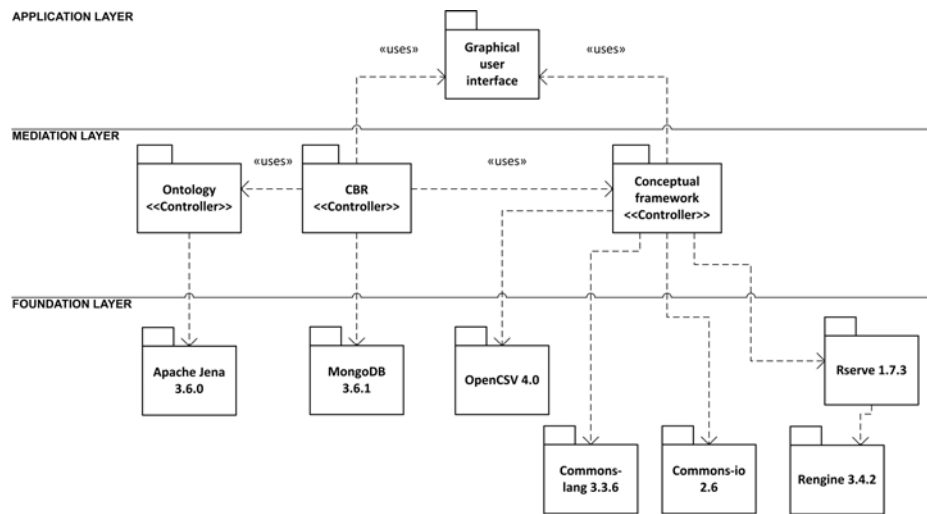 APPLICATION LAYER
Graphical
user
interface
«uses»
«uses»
MEDIATION LAYER
Ontology
<<Controller>>
«uses»
CBR
<<Controller>>
«uses»
Conceptual
framework
<<Controller>>
FOUNDATION LAYER
Apache Jena
3.6.0
MongoDB
3.6.1
OpenCSV 4.0
Rserve 1.7.3
Commons-
lang 3.3.6
Commons-io
2.6
Rengine 3.4.2